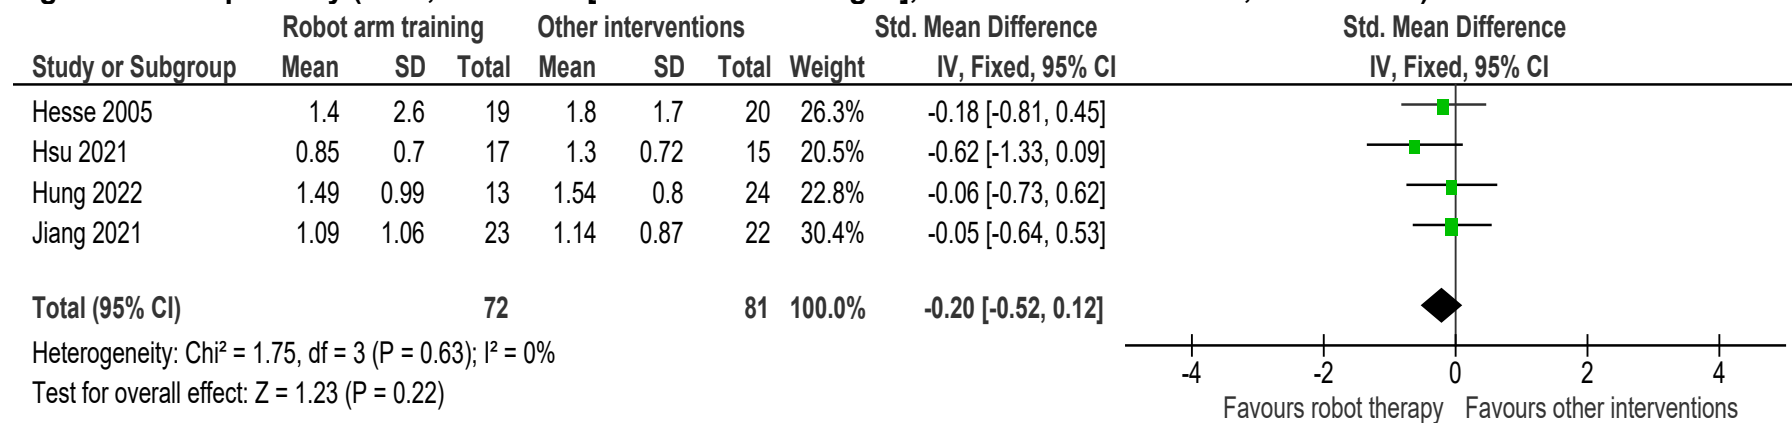 Robot arm training Other interventions Std. Mean Difference Std. Mean Difference
Study or Subgroup Mean SD Total Mean SD Total Weight IV, Fixed, 95% CI IV, Fixed, 95% CI
Hesse 2005 1.4 2.6 19 1.8 1.7 20 26.3% -0.18 [-0.81, 0.45]
Hsu 2021 0.85 0.7 17 1.3 0.72 15 20.5% -0.62 [-1.33, 0.09]
Hung 2022 1.49 0.99 13 1.54 0.8 24 22.8% -0.06 [-0.73, 0.62]
Jiang 2021 1.09 1.06 23 1.14 0.87 22 30.4% -0.05 [-0.64, 0.53]
Total (95% CI) 72 81 100.0% -0.20 [-0.52, 0.12]
Heterogeneity: Chi² = 1.75, df = 3 (P = 0.63); I² = 0%
Test for overall effect: Z = 1.23 (P = 0.22)
-4 -2 0 2 4
Favours robot therapy Favours other interventions